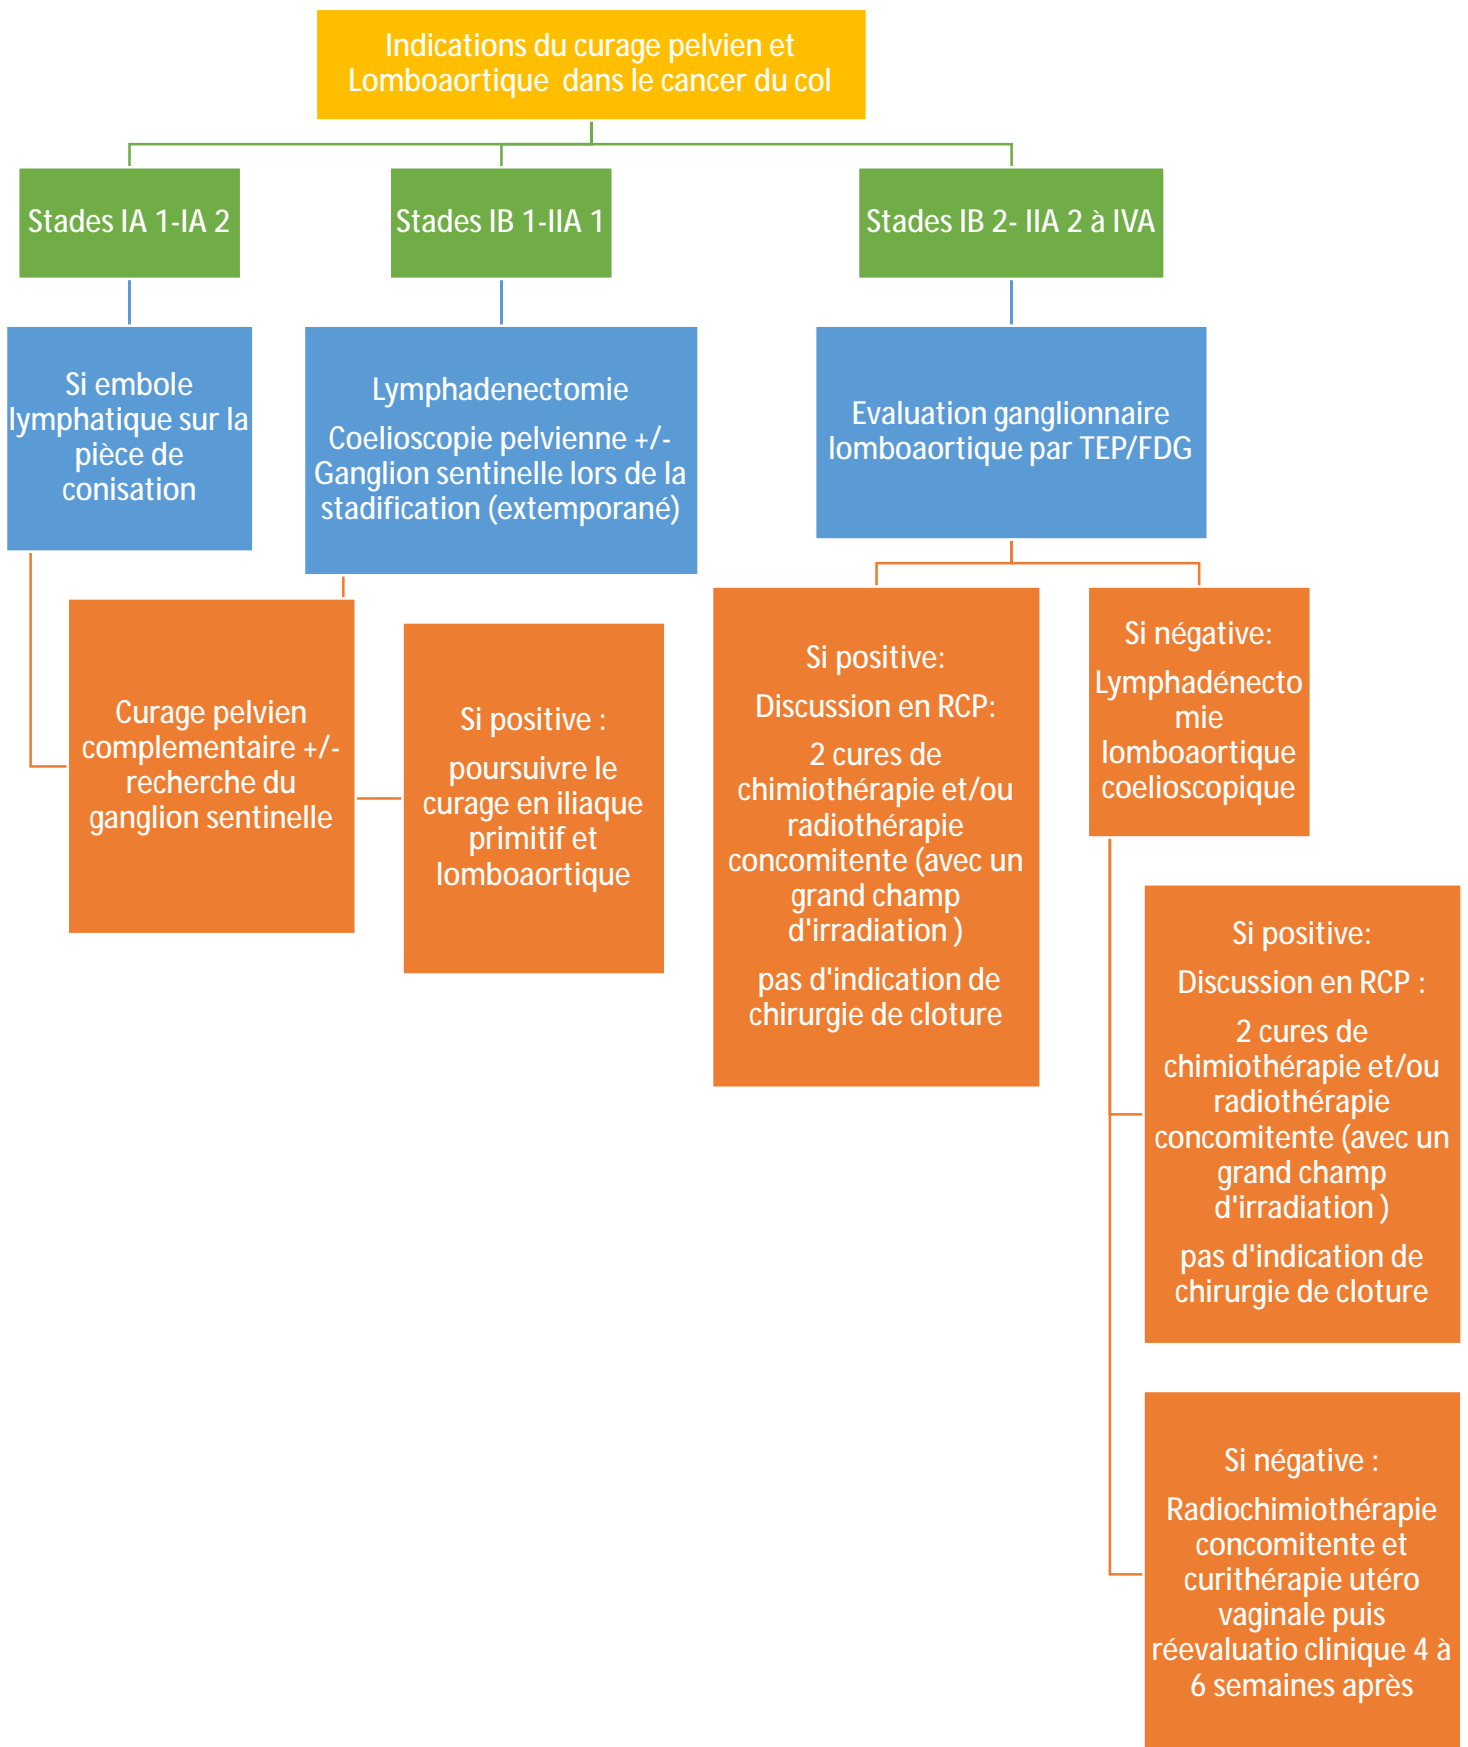 Indications du curage pelvien et
Lomboaortique dans le cancer du col
Stades IA 1-IA 2
Stades IB 1-IIA 1
Stades IB 2- IIA 2 à IVA
Si embole
lymphatique sur la
pièce de
conisation
Lymphadenectomie
Coelioscopie pelvienne +/-
Ganglion sentinelle lors de la
stadification (extemporané)
Evaluation ganglionnaire
lomboaortique par TEP/FDG
Curage pelvien
complementaire +/-
recherche du
ganglion sentinelle
Si positive :
poursuivre le
curage en iliaque
primitif et
lomboaortique
Si positive:
Discussion en RCP:
2 cures de
chimiothérapie et/ou
radiothérapie
concomitente (avec un
grand champ
d'irradiation )
pas d'indication de
chirurgie de cloture
Si négative:
Lymphadénecto
mie
lomboaortique
coelioscopique
Si positive:
Discussion en RCP :
2 cures de
chimiothérapie et/ou
radiothérapie
concomitente (avec un
grand champ
d'irradiation )
pas d'indication de
chirurgie de cloture
Si négative :
Radiochimiothérapie
concomitente et
curithérapie utéro
vaginale puis
réevaluatio clinique 4 à
6 semaines après